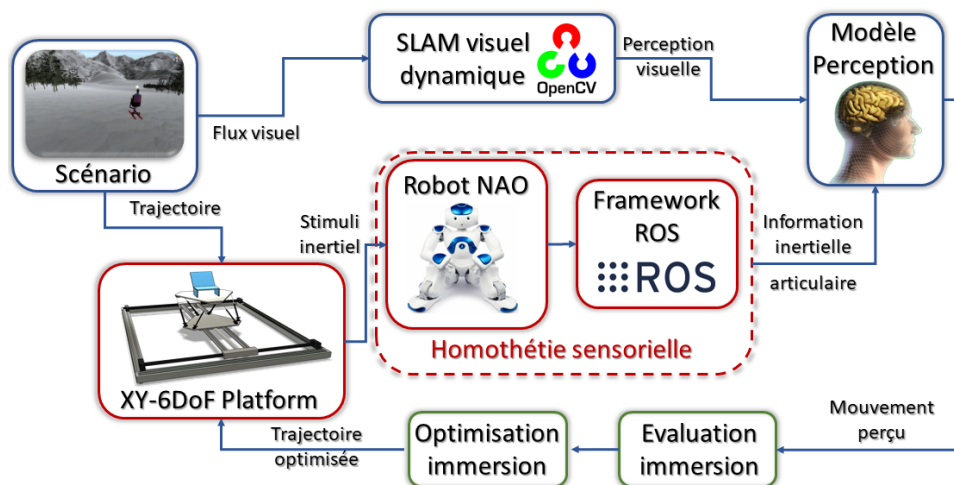 Scénario
Flux visuel
SLAM visuel
dynamique
OpenCV
Perception
visuelle
Modèle
Perception
Trajectoire
Stimuli
inertiel
Robot NAO
Framework
ROS
ROS
Information
inertielle
articulaire
Homothétie sensorielle
XY-6DoF Platform
Trajectoire
optimisée
Optimisation
immersion
Evaluation
immersion
Mouvement
perçu